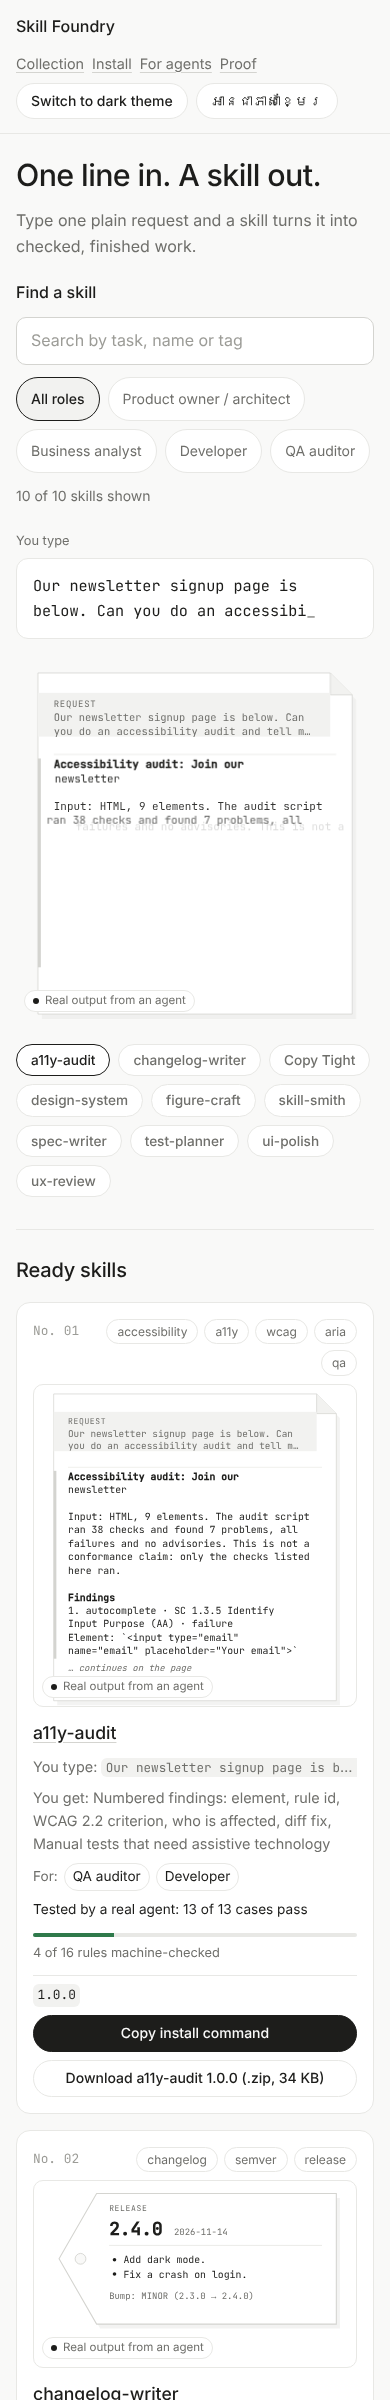 Skill Foundry
Collection Install For agents Proof
Switch to dark theme
អានជាភាសាខ្មែរ
One line in. A skill out.
Type one plain request and a skill turns it into
checked, finished work.
Find a skill
Search by task, name or tag
All roles
Product owner / architect
Business analyst
Developer
QA auditor
10 of 10 skills shown
You type
Our newsletter signup page is
below. Can you do an accessibi_
REQUEST
Our newsletter signup page is below. Can
you do an accessibility audit and tell m…
Accessibility audit: Join our
newsletter
Input: HTML, 9 elements. The audit script
ran 38 checks and found 7 problems, all
failures and no advisories. This is not a
Real output from an agent
a11y-audit
changelog-writer
Copy Tight
design-system
figure-craft
skill-smith
spec-writer
test-planner
ui-polish
ux-review
Ready skills
No. 01
accessibility
a11y
wcag
aria
qa
REQUEST
Our newsletter signup page is below. Can
you do an accessibility audit and tell m…
Accessibility audit: Join our
newsletter
Input: HTML, 9 elements. The audit script
ran 38 checks and found 7 problems, all
failures and no advisories. This is not a
conformance claim: only the checks listed
here ran.
Findings
1. autocomplete · SC 1.3.5 Identify
Input Purpose (AA) · failure
Element: `<input type="email"
name="email" placeholder="Your email">`
… continues on the page
Real output from an agent
a11y-audit
You type: Our newsletter signup page is b…
You get: Numbered findings: element, rule id,
WCAG 2.2 criterion, who is affected, diff fix,
Manual tests that need assistive technology
For: QA auditor Developer
Tested by a real agent: 13 of 13 cases pass
4 of 16 rules machine-checked
1.0.0
Copy install command
Download a11y-audit 1.0.0 (.zip, 34 KB)
No. 02
changelog
semver
release
RELEASE
2.4.0 2026-11-14
• Add dark mode.
• Fix a crash on login.
Bump: MINOR (2.3.0 → 2.4.0)
Real output from an agent
changelog-writer